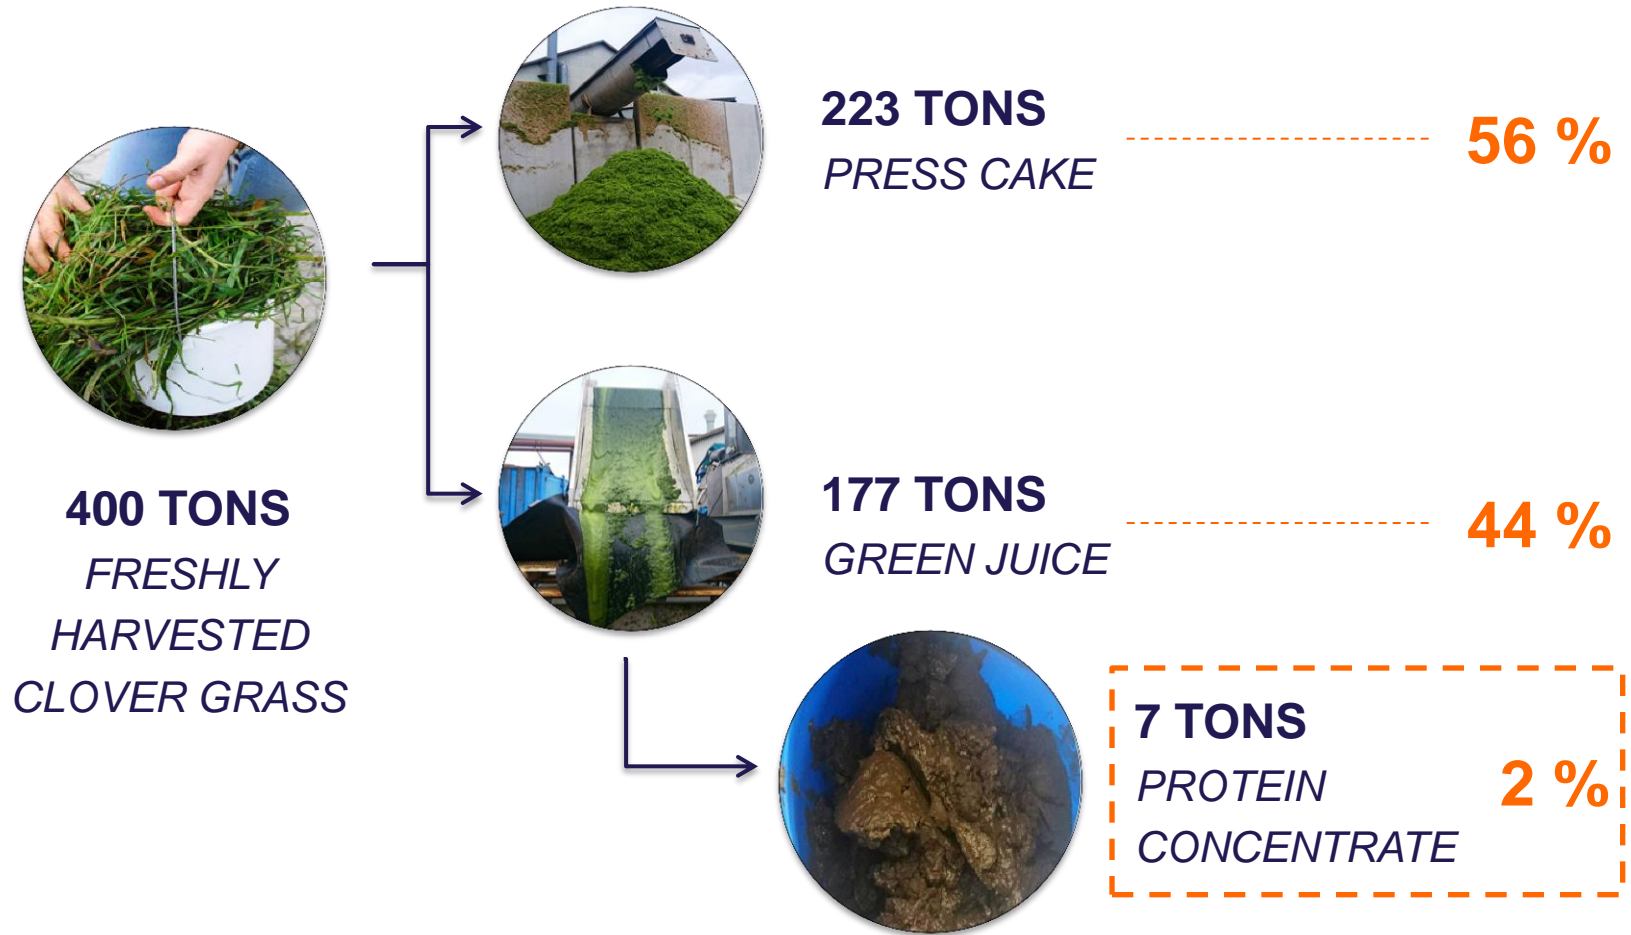 223 TONS
PRESS CAKE
56 %
400 TONS
FRESHLY
HARVESTED
CLOVER GRASS
177 TONS
GREEN JUICE
44 %
7 TONS
PROTEIN
CONCENTRATE
2 %